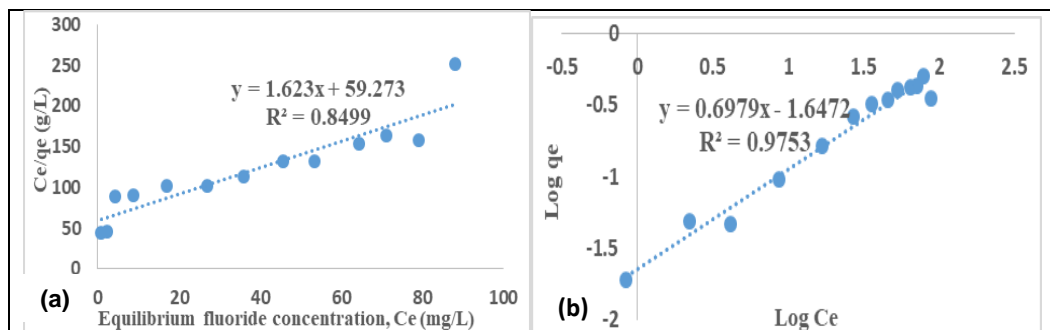 300
250
200
150
100
50
0
Ce/qe (g/L)
y = 1.623x + 59.273
R² = 0.8499
0 20 40 60 80 100
(a)
Equilibrium fluoride concentration, Ce (mg/L)
0
-0.5 0 0.5 1 1.5 2 2.5
-0.5
-1
-1.5
-2
Log qe
y = 0.6979x - 1.6472
R² = 0.9753
(b)
Log Ce